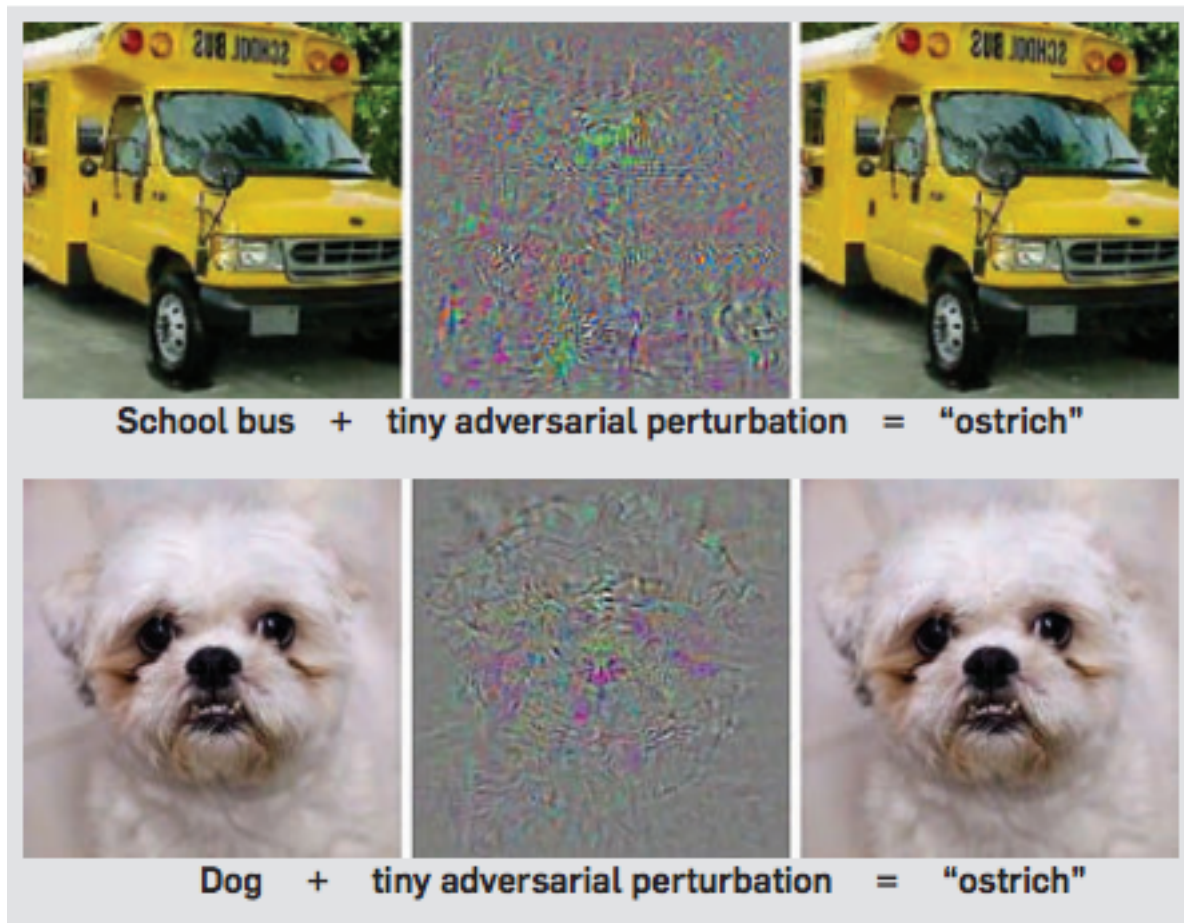 SCHOOL BUS
SCHOOL BUS
School bus + tiny adversarial perturbation = “ostrich”
Dog + tiny adversarial perturbation = “ostrich”